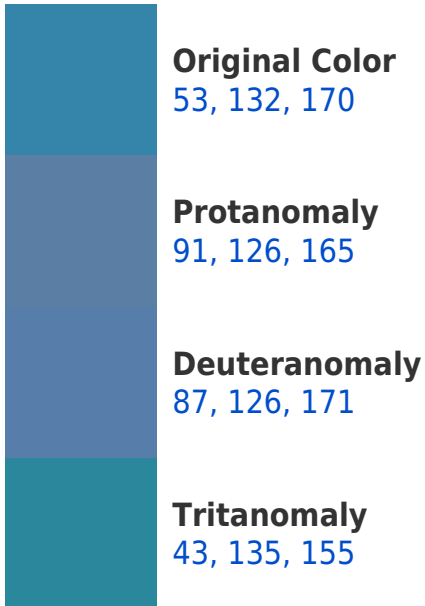 Original Color
53, 132, 170
Protanomaly
91, 126, 165
Deuteranomaly
87, 126, 171
Tritanomaly
43, 135, 155